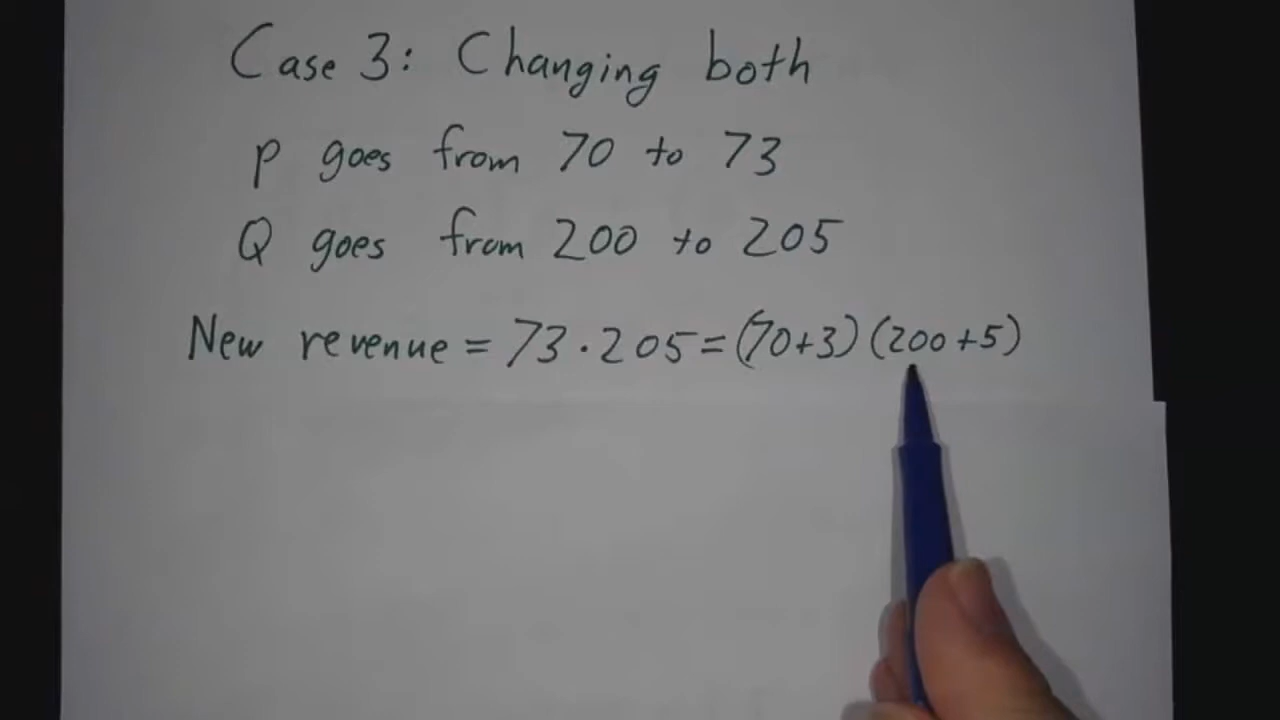 Case 3: Changing both
p goes from 70 to 73
Q goes from 200 to 205
New revenue = 73 · 205 = (70+3)(200+5)